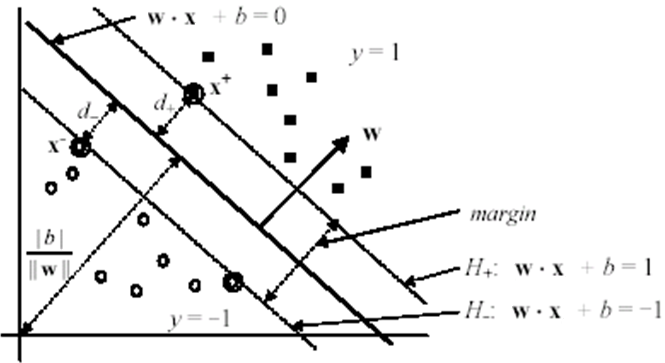 w · x + b = 0
y = 1
x⁺
d₊
d₋
x⁻
w
margin
|b|
||w||
H₊: w · x + b = 1
H₋: w · x + b = −1
y = −1